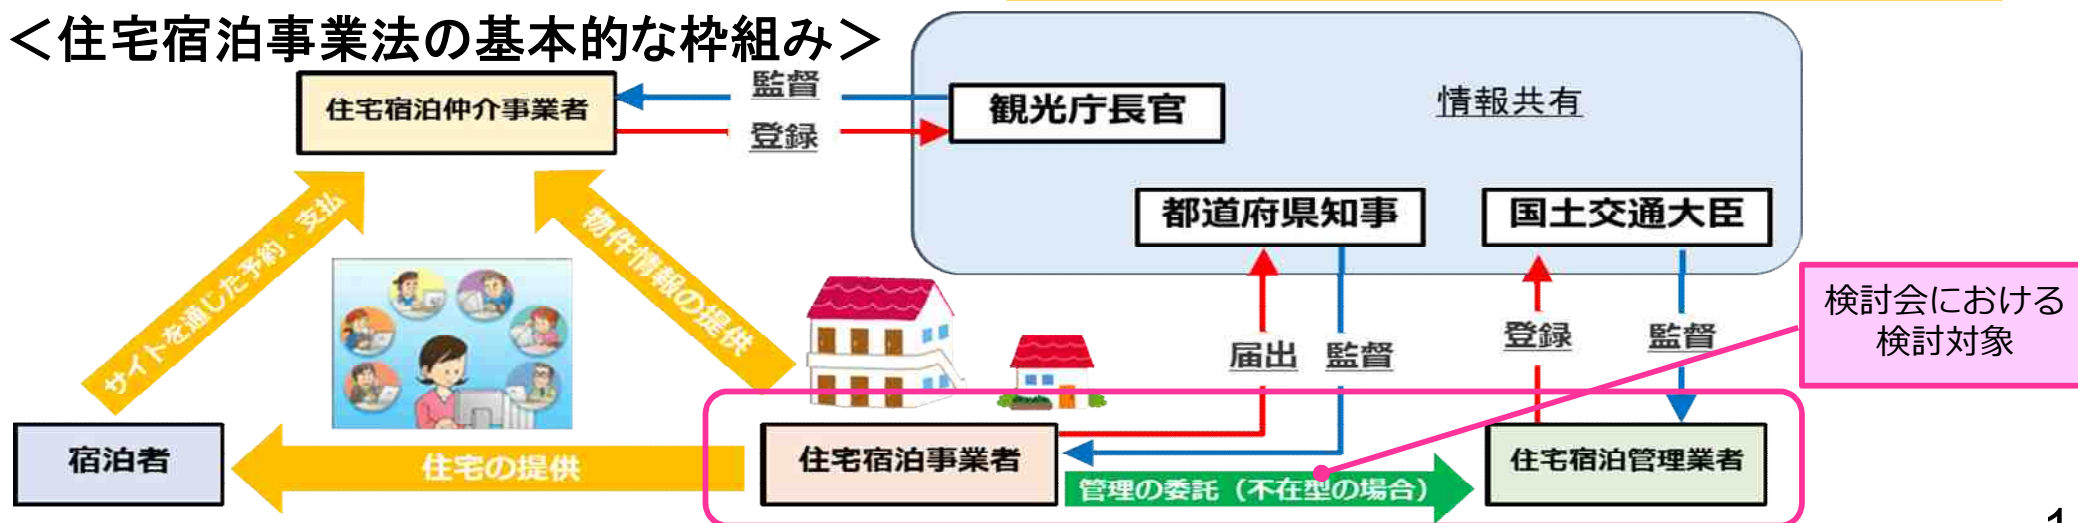 ＜住宅宿泊事業法の基本的な枠組み＞
住宅宿泊仲介事業者
監督
登録
観光庁長官
情報共有
都道府県知事
国土交通大臣
サイトを通じた予約・支払
物件情報の提供
届出
監督
登録
監督
検討会における
検討対象
宿泊者
住宅の提供
住宅宿泊事業者
管理の委託（不在型の場合）
住宅宿泊管理業者
1